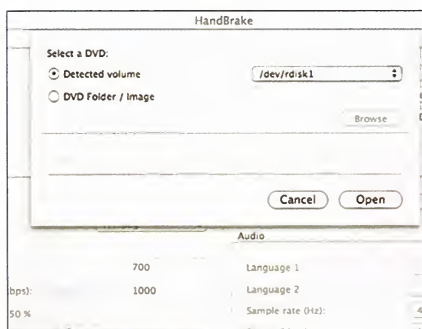 HandBrake
Select a DVD:
Detected volume
/dev/rdisk1
DVD Folder / Image
Browse
Cancel
Open
Audio
700
Language 1
bps):
1000
Language 2
50 %
Sample rate (Hz):
4